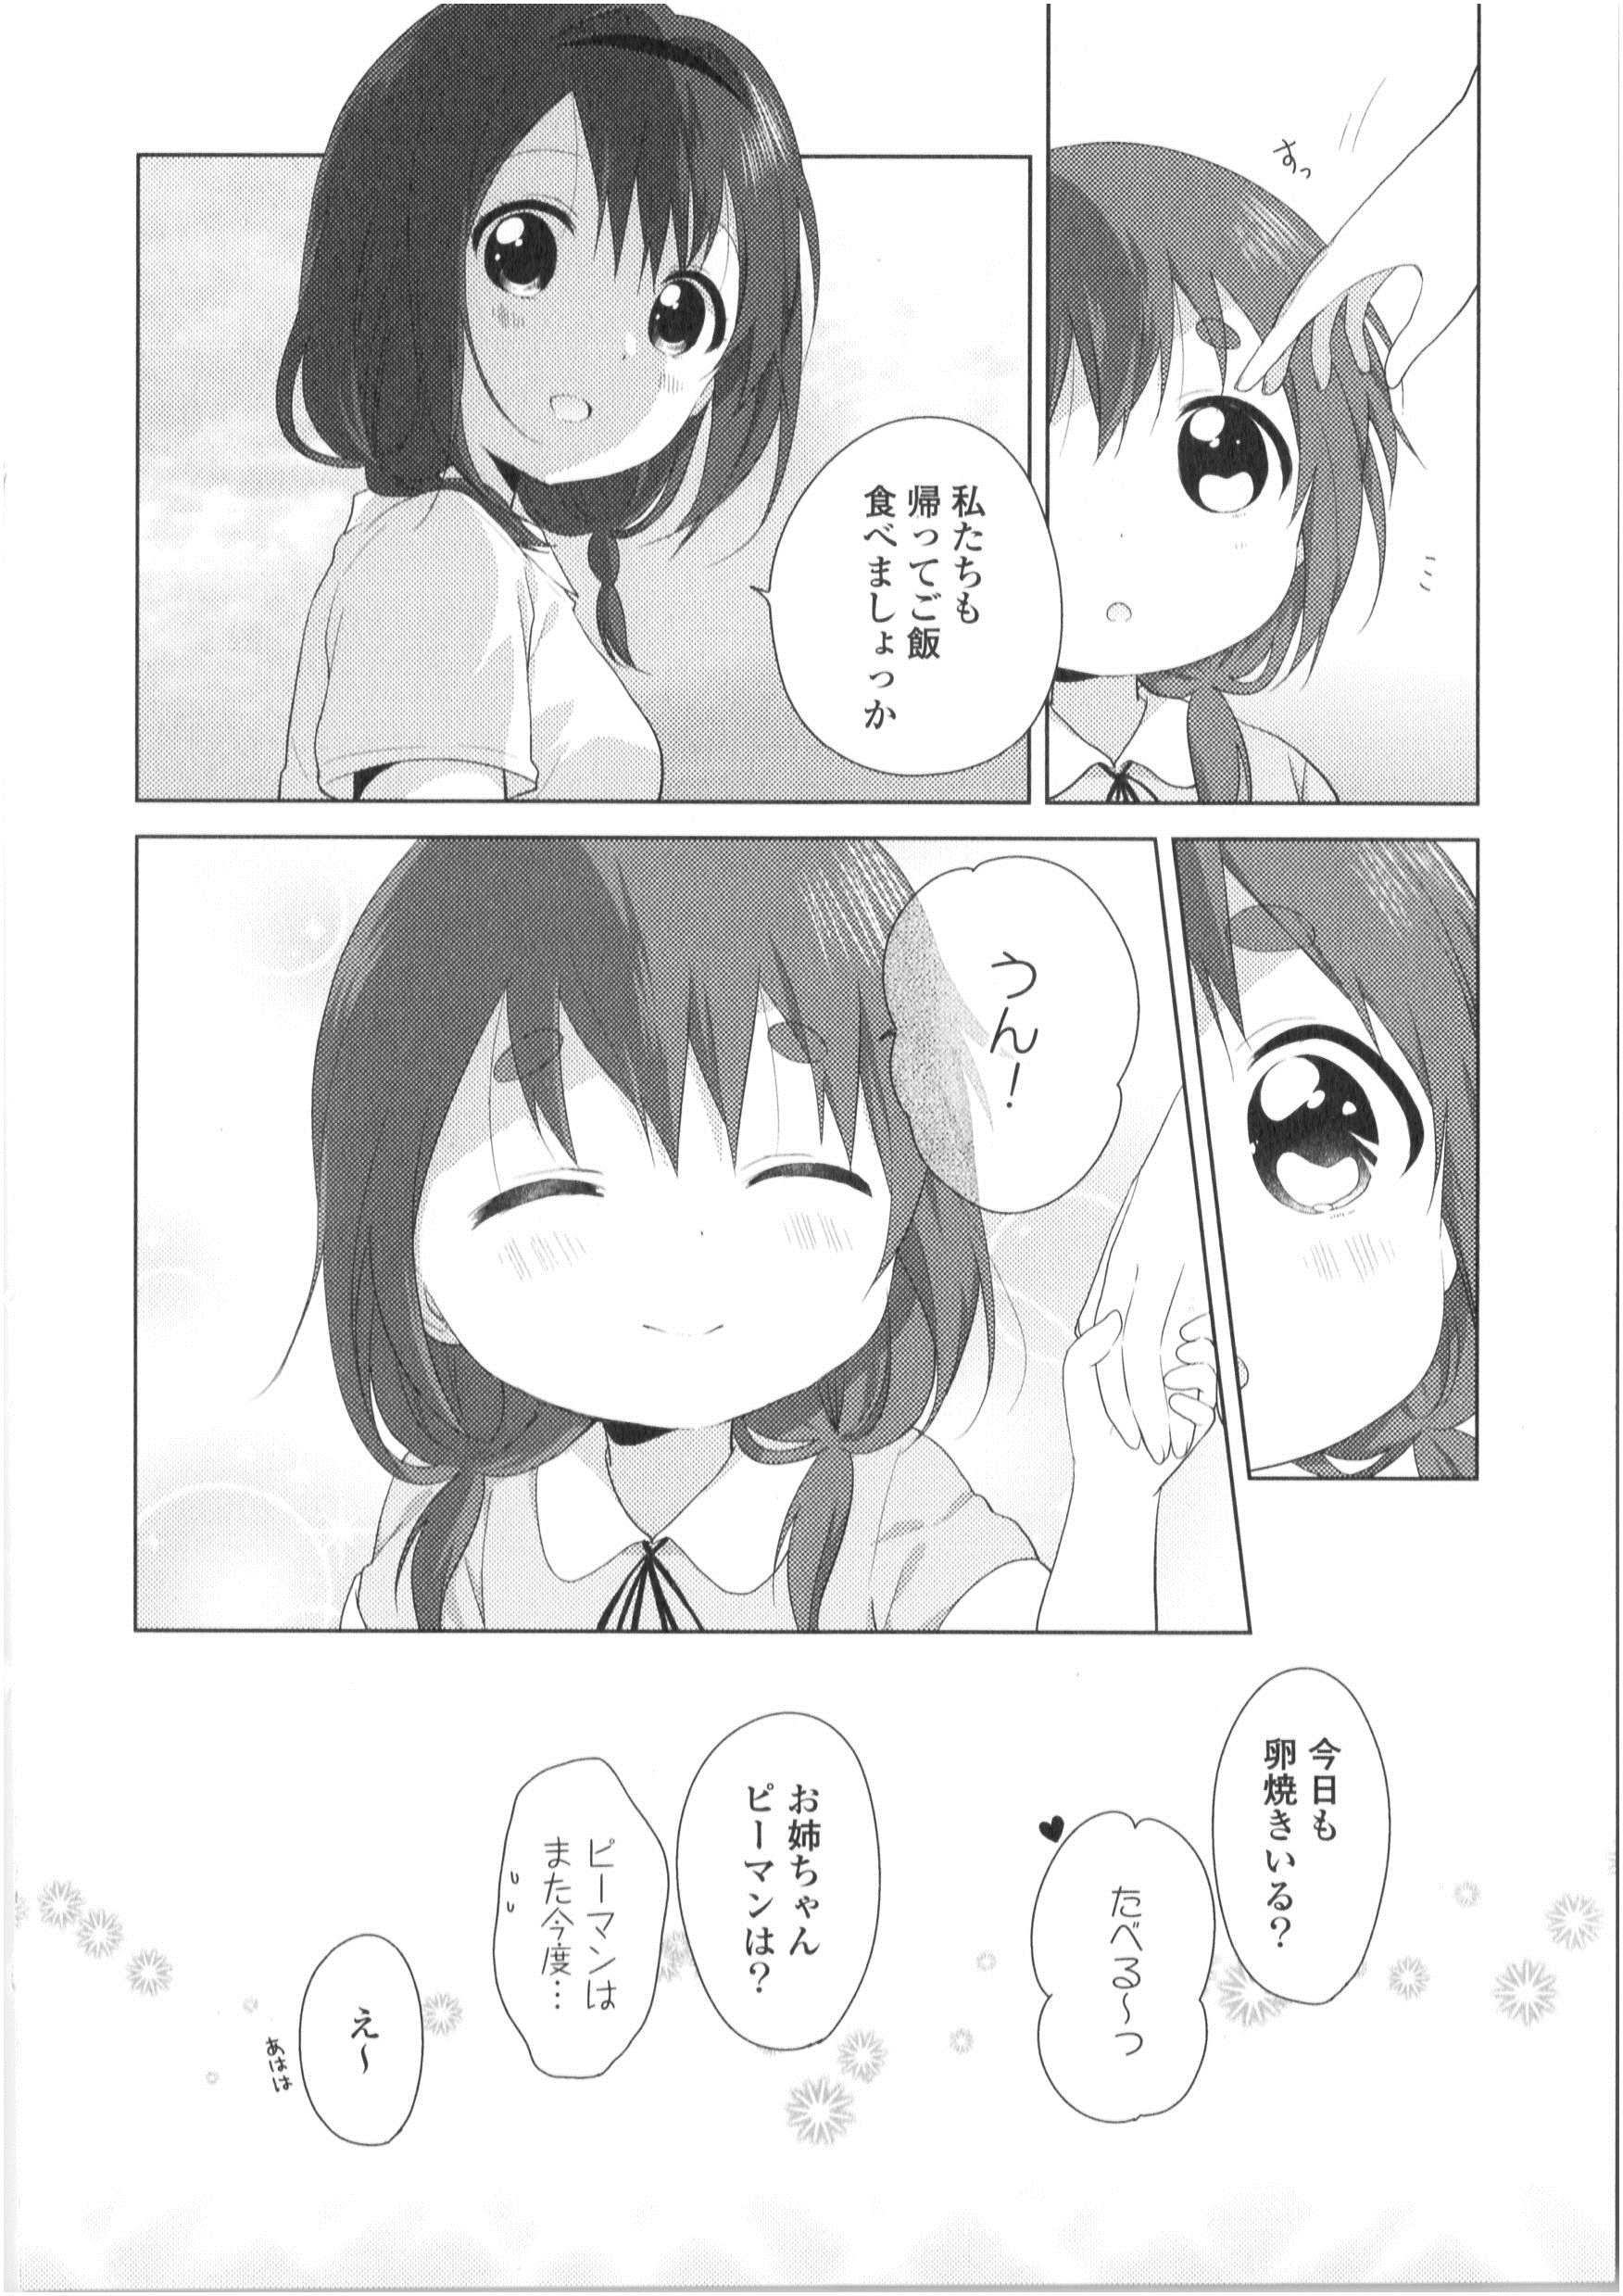 すっ
私たちも
帰ってご飯
食べましょっか
うん!
今日も
卵焼きいる?
たべる～っ
お姉ちゃん
ピーマンは?
ピーマンは
また今度…
え～
あはは